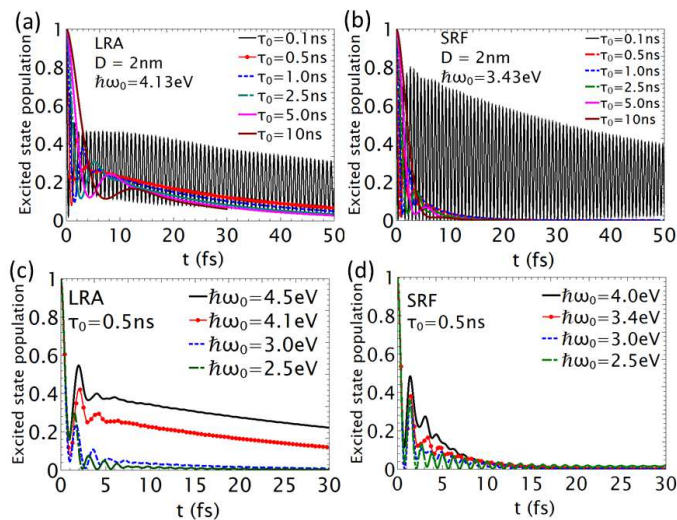 (a)
Excited state population
1
0.8
0.6
0.4
0.2
0
0 10 20 30 40 50
t (fs)
LRA
D = 2nm
ħω₀=4.13eV
τ₀=0.1ns
τ₀=0.5ns
τ₀=1.0ns
τ₀=2.5ns
τ₀=5.0ns
τ₀=10ns
(b)
Excited state population
1
0.8
0.6
0.4
0.2
0
0 10 20 30 40 50
t (fs)
SRF
D = 2nm
ħω₀=3.43eV
τ₀=0.1ns
τ₀=0.5ns
τ₀=1.0ns
τ₀=2.5ns
τ₀=5.0ns
τ₀=10ns
(c)
Excited state population
1
0.8
0.6
0.4
0.2
0
0 5 10 15 20 25 30
t (fs)
LRA
τ₀=0.5ns
ħω₀=4.5eV
ħω₀=4.1eV
ħω₀=3.0eV
ħω₀=2.5eV
(d)
Excited state population
1
0.8
0.6
0.4
0.2
0
0 5 10 15 20 25 30
t (fs)
SRF
τ₀=0.5ns
ħω₀=4.0eV
ħω₀=3.4eV
ħω₀=3.0eV
ħω₀=2.5eV